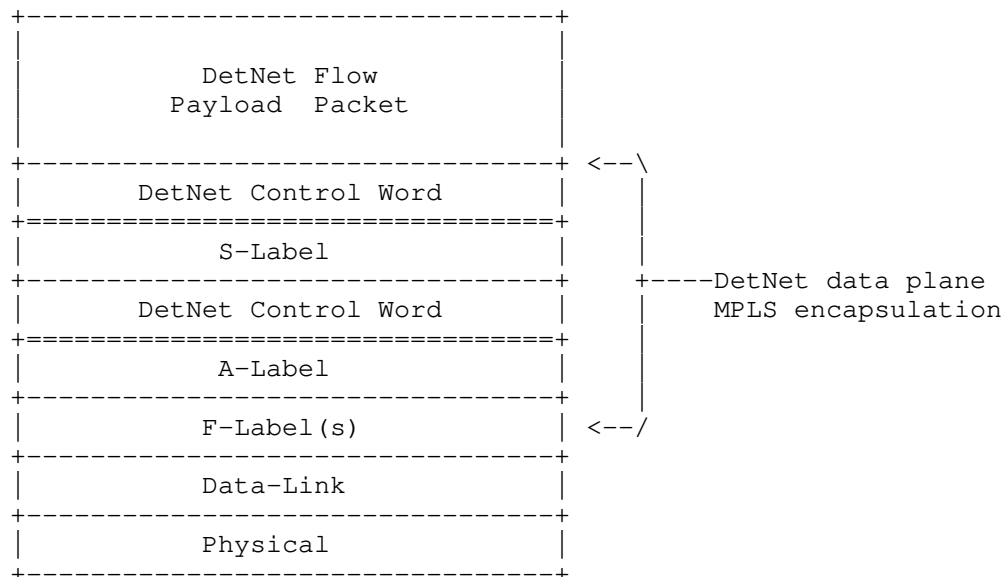 DetNet Flow
Payload Packet
<--\
DetNet Control Word
S-Label
DetNet Control Word
+----DetNet data plane
MPLS encapsulation
A-Label
F-Label(s)
<--/
Data-Link
Physical